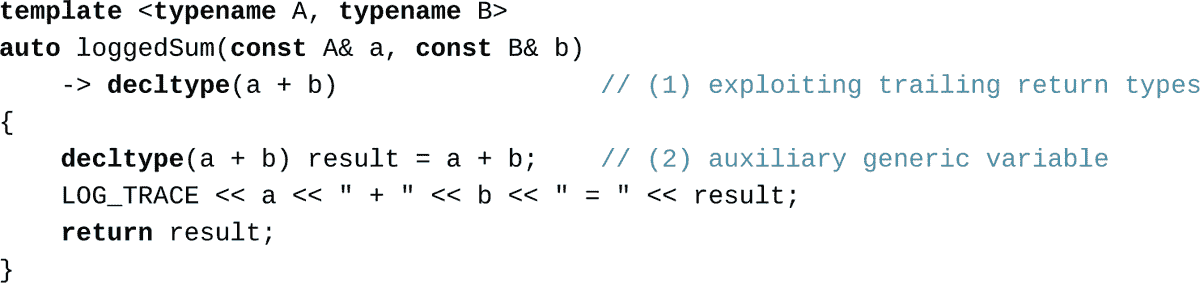 template <typename A, typename B>
auto loggedSum(const A& a, const B& b)
    -> decltype(a + b)                 // (1) exploiting trailing return types
{
    decltype(a + b) result = a + b;    // (2) auxiliary generic variable
    LOG_TRACE << a << " + " << b << " = " << result;
    return result;
}